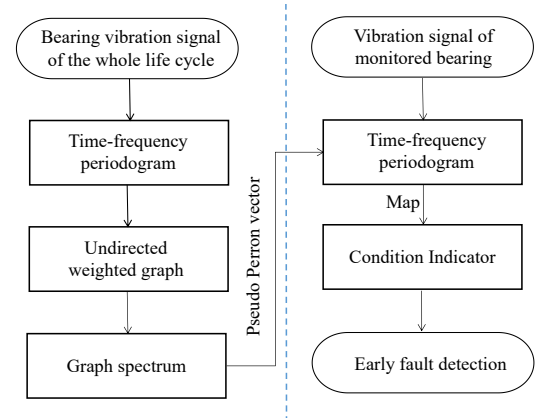 Bearing vibration signal
of the whole life cycle
Time-frequency
periodogram
Undirected
weighted graph
Graph spectrum
Pseudo Perron vector
Vibration signal of
monitored bearing
Time-frequency
periodogram
Map
Condition Indicator
Early fault detection